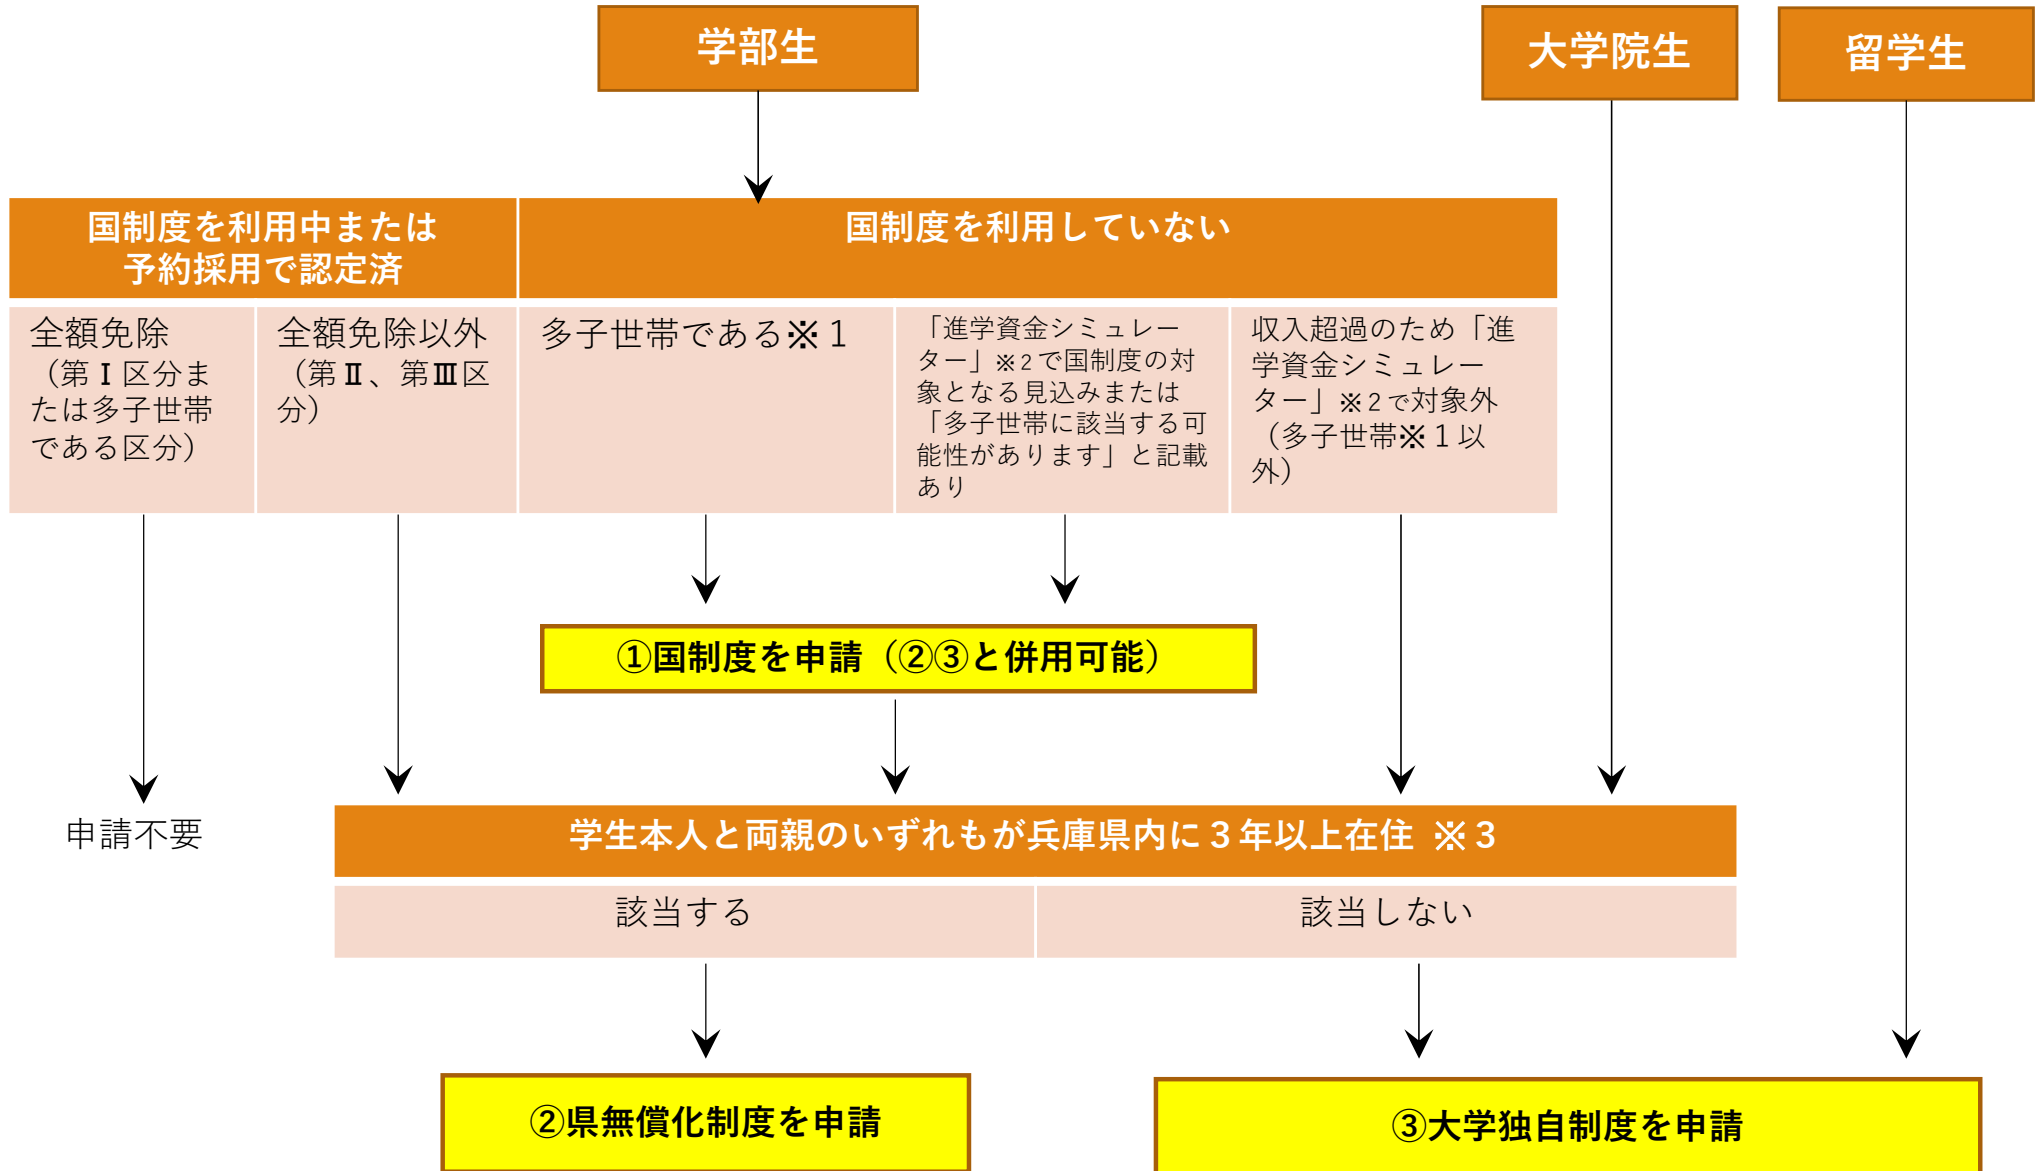 学部生
大学院生
留学生
国制度を利用中または
予約採用で認定済
国制度を利用していない
全額免除
（第Ⅰ区分ま
たは多子世帯
である区分）
全額免除以外
（第Ⅱ、第Ⅲ区
分）
多子世帯である※１
「進学資金シミュレー
ター」※2で国制度の対
象となる見込みまたは
「多子世帯に該当する可
能性があります」と記載
あり
収入超過のため「進
学資金シミュレー
ター」※2で対象外
（多子世帯※１以
外）
①国制度を申請（②③と併用可能）
申請不要
学生本人と両親のいずれもが兵庫県内に３年以上在住 ※３
該当する
該当しない
②県無償化制度を申請
③大学独自制度を申請